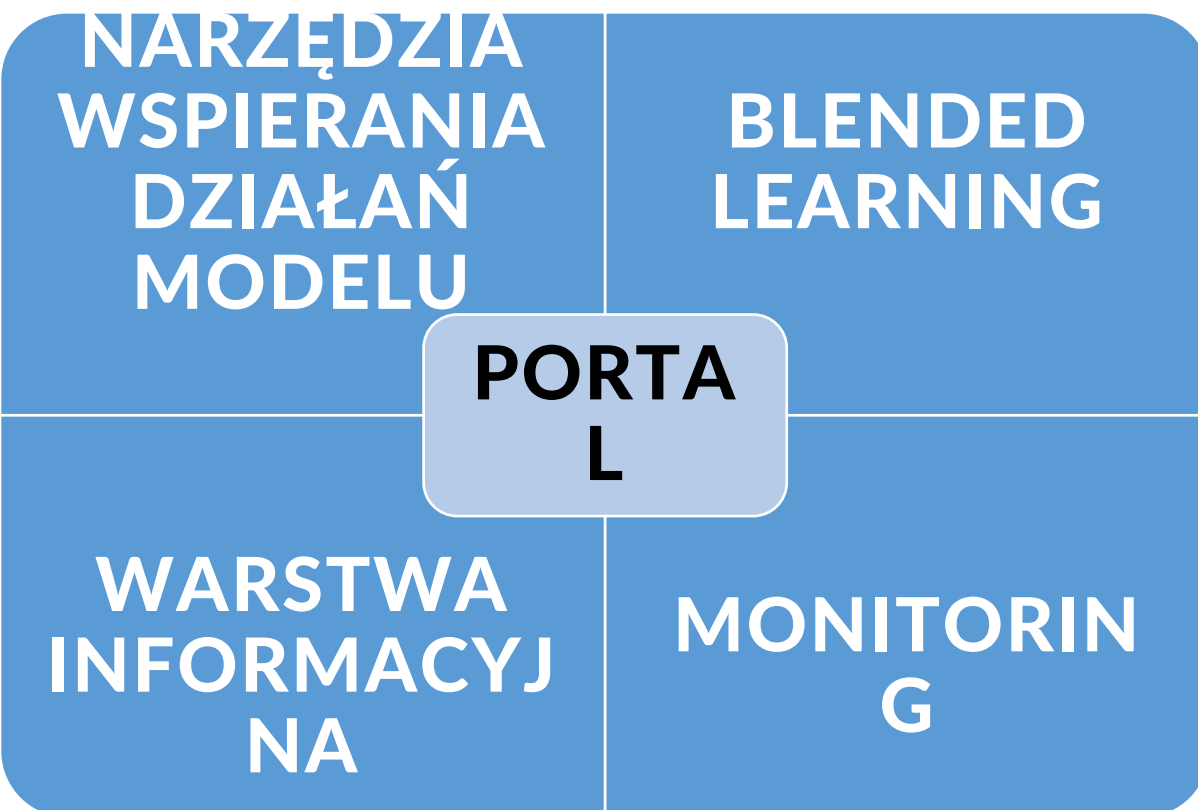 NARZĘDZIA
WSPIERANIA
DZIAŁAŃ
MODELU
BLENDED
LEARNING
PORTA
L
WARSTWA
INFORMACYJ
NA
MONITORIN
G